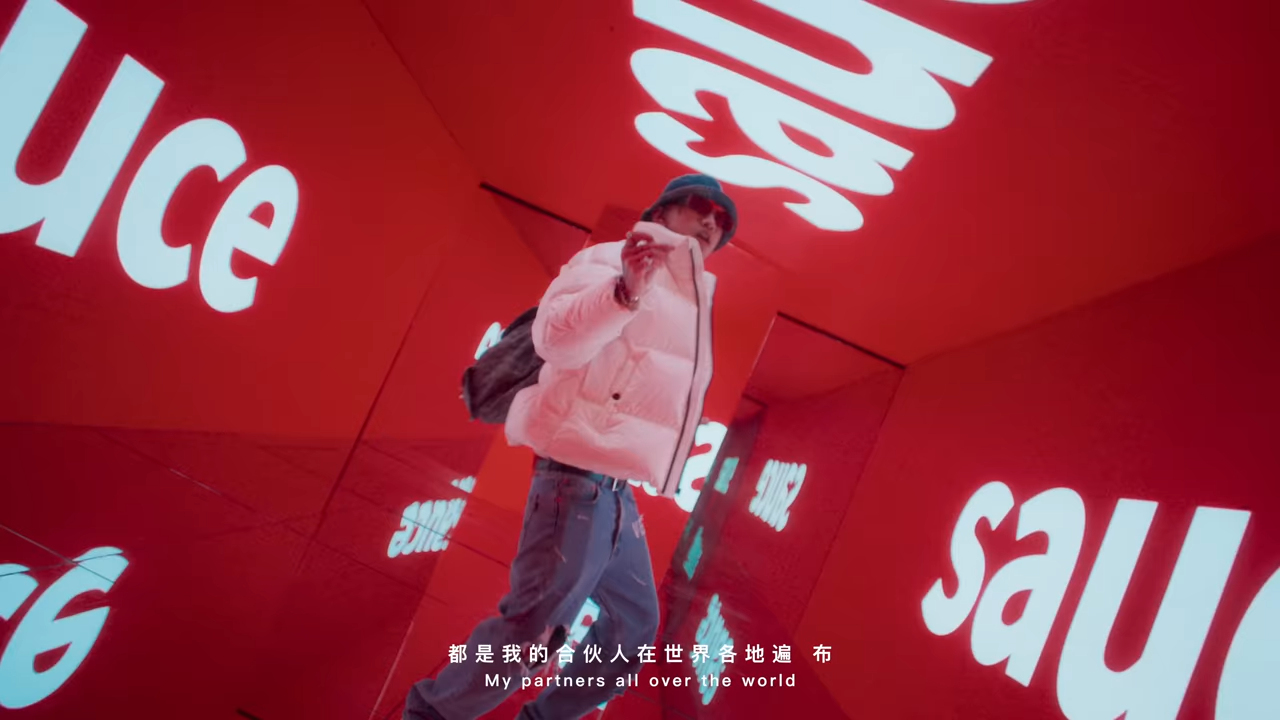 uce
sauce
sauce
sauce
sau
都是我的合伙人在世界各地遍 布
My partners all over the world